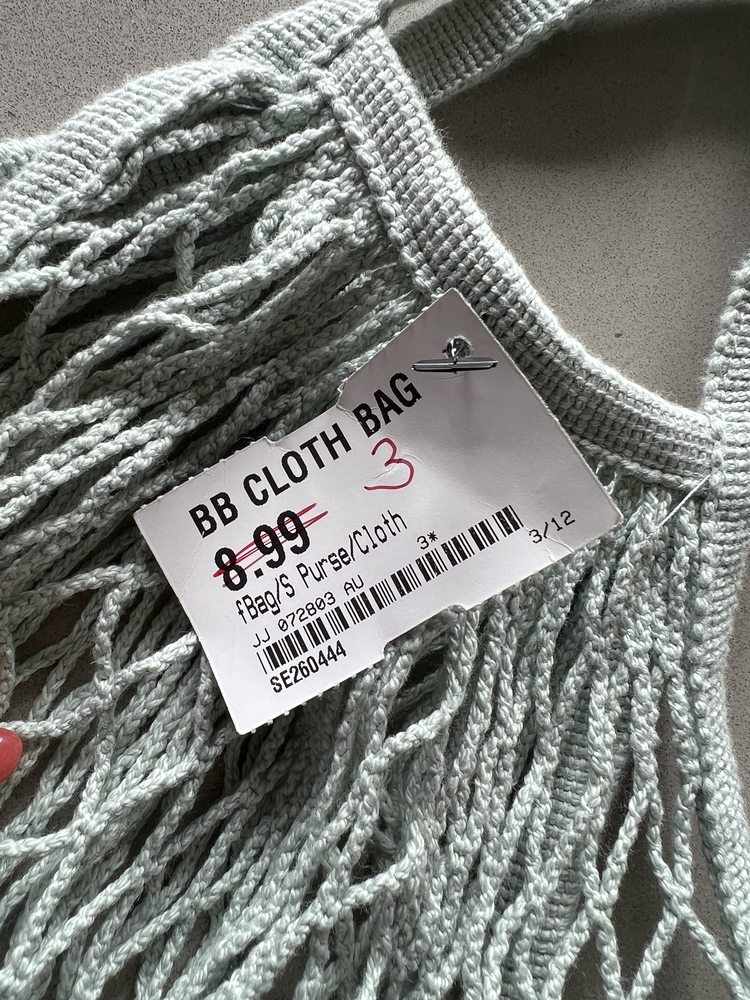 BB CLOTH BAG
8.99 3
fBag/S Purse/Cloth
JJ 072803 AU 3* 3/12
SE260444